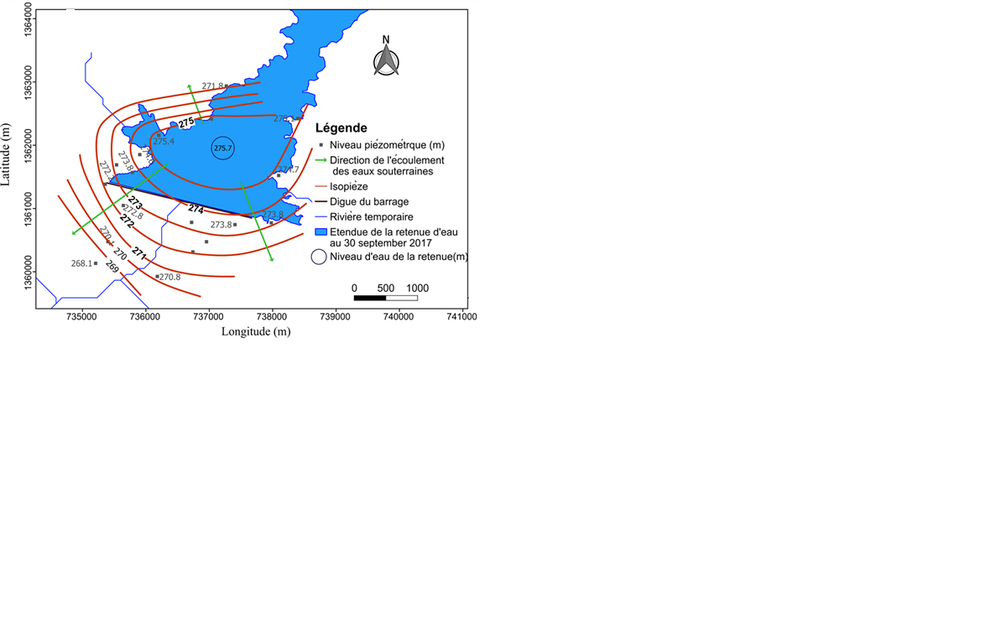 1364000
1363000
1362000
1361000
1360000
Latitude (m)
N
271.8
275
275.4
275.7
273.8
273
272.8
272
274
273.8
273.8
270.1
270
271
269
268.1
270.8
Légende
Niveau piézométrque (m)
Direction de l'écoulement
des eaux souterraines
Isopièze
Digue du barrage
Rivière temporaire
Etendue de la retenue d'eau
au 30 september 2017
Niveau d'eau de la retenue(m)
0 500 1000
735000 736000 737000 738000 739000 740000 741000
Longitude (m)